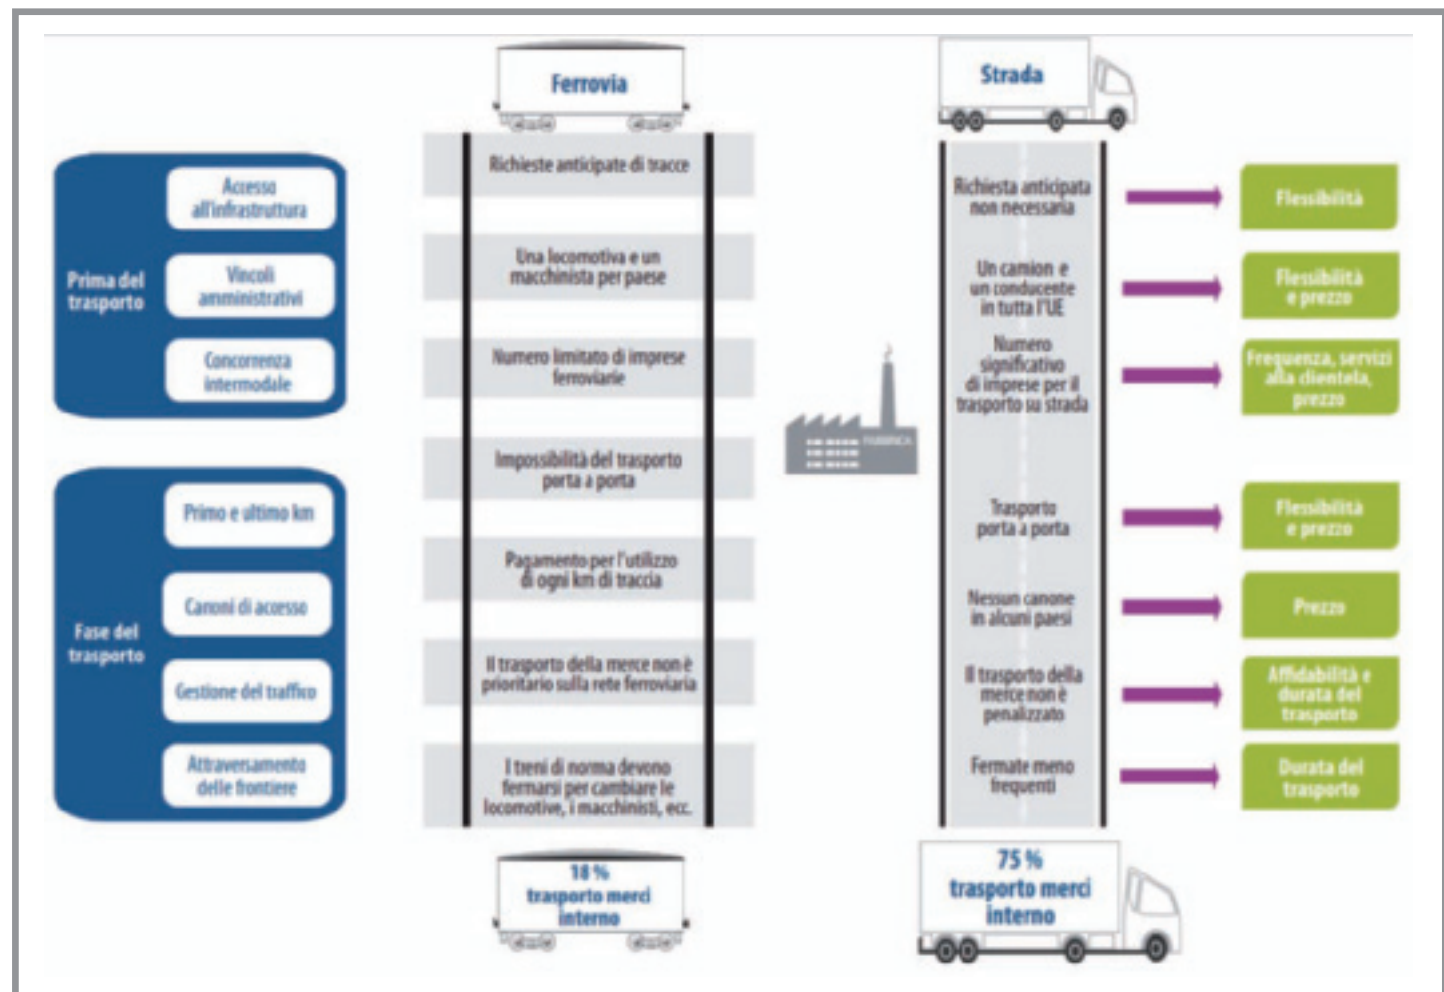 Ferrovia
Strada
Prima del
trasporto
Accesso
all'infrastruttura
Vincoli
amministrativi
Concorrenza
intermodale
Fase del
trasporto
Primo e ultimo km
Canoni di accesso
Gestione del traffico
Attraversamento
delle frontiere
Richieste anticipate di tracce
Una locomotiva e un
macchinista per paese
Numero limitato di imprese
ferroviarie
Impossibilità del trasporto
porta a porta
Pagamento per l'utilizzo
di ogni km di traccia
Il trasporto della merce non è
prioritario sulla rete ferroviaria
I treni di norma devono
fermarsi per cambiare le
locomotive, i macchinisti, ecc.
18 %
trasporto merci
interno
FABBRICA
Richiesta anticipata
non necessaria
Un camion e
un conducente
in tutta l'UE
Numero
significativo
di imprese per il
trasporto su strada
Trasporto
porta a porta
Nessun canone
in alcuni paesi
Il trasporto della
merce non è
penalizzato
Fermate meno
frequenti
75 %
trasporto merci
interno
Flessibilità
Flessibilità
e prezzo
Frequenza, servizi
alla clientela,
prezzo
Flessibilità
e prezzo
Prezzo
Affidabilità e
durata del
trasporto
Durata del
trasporto